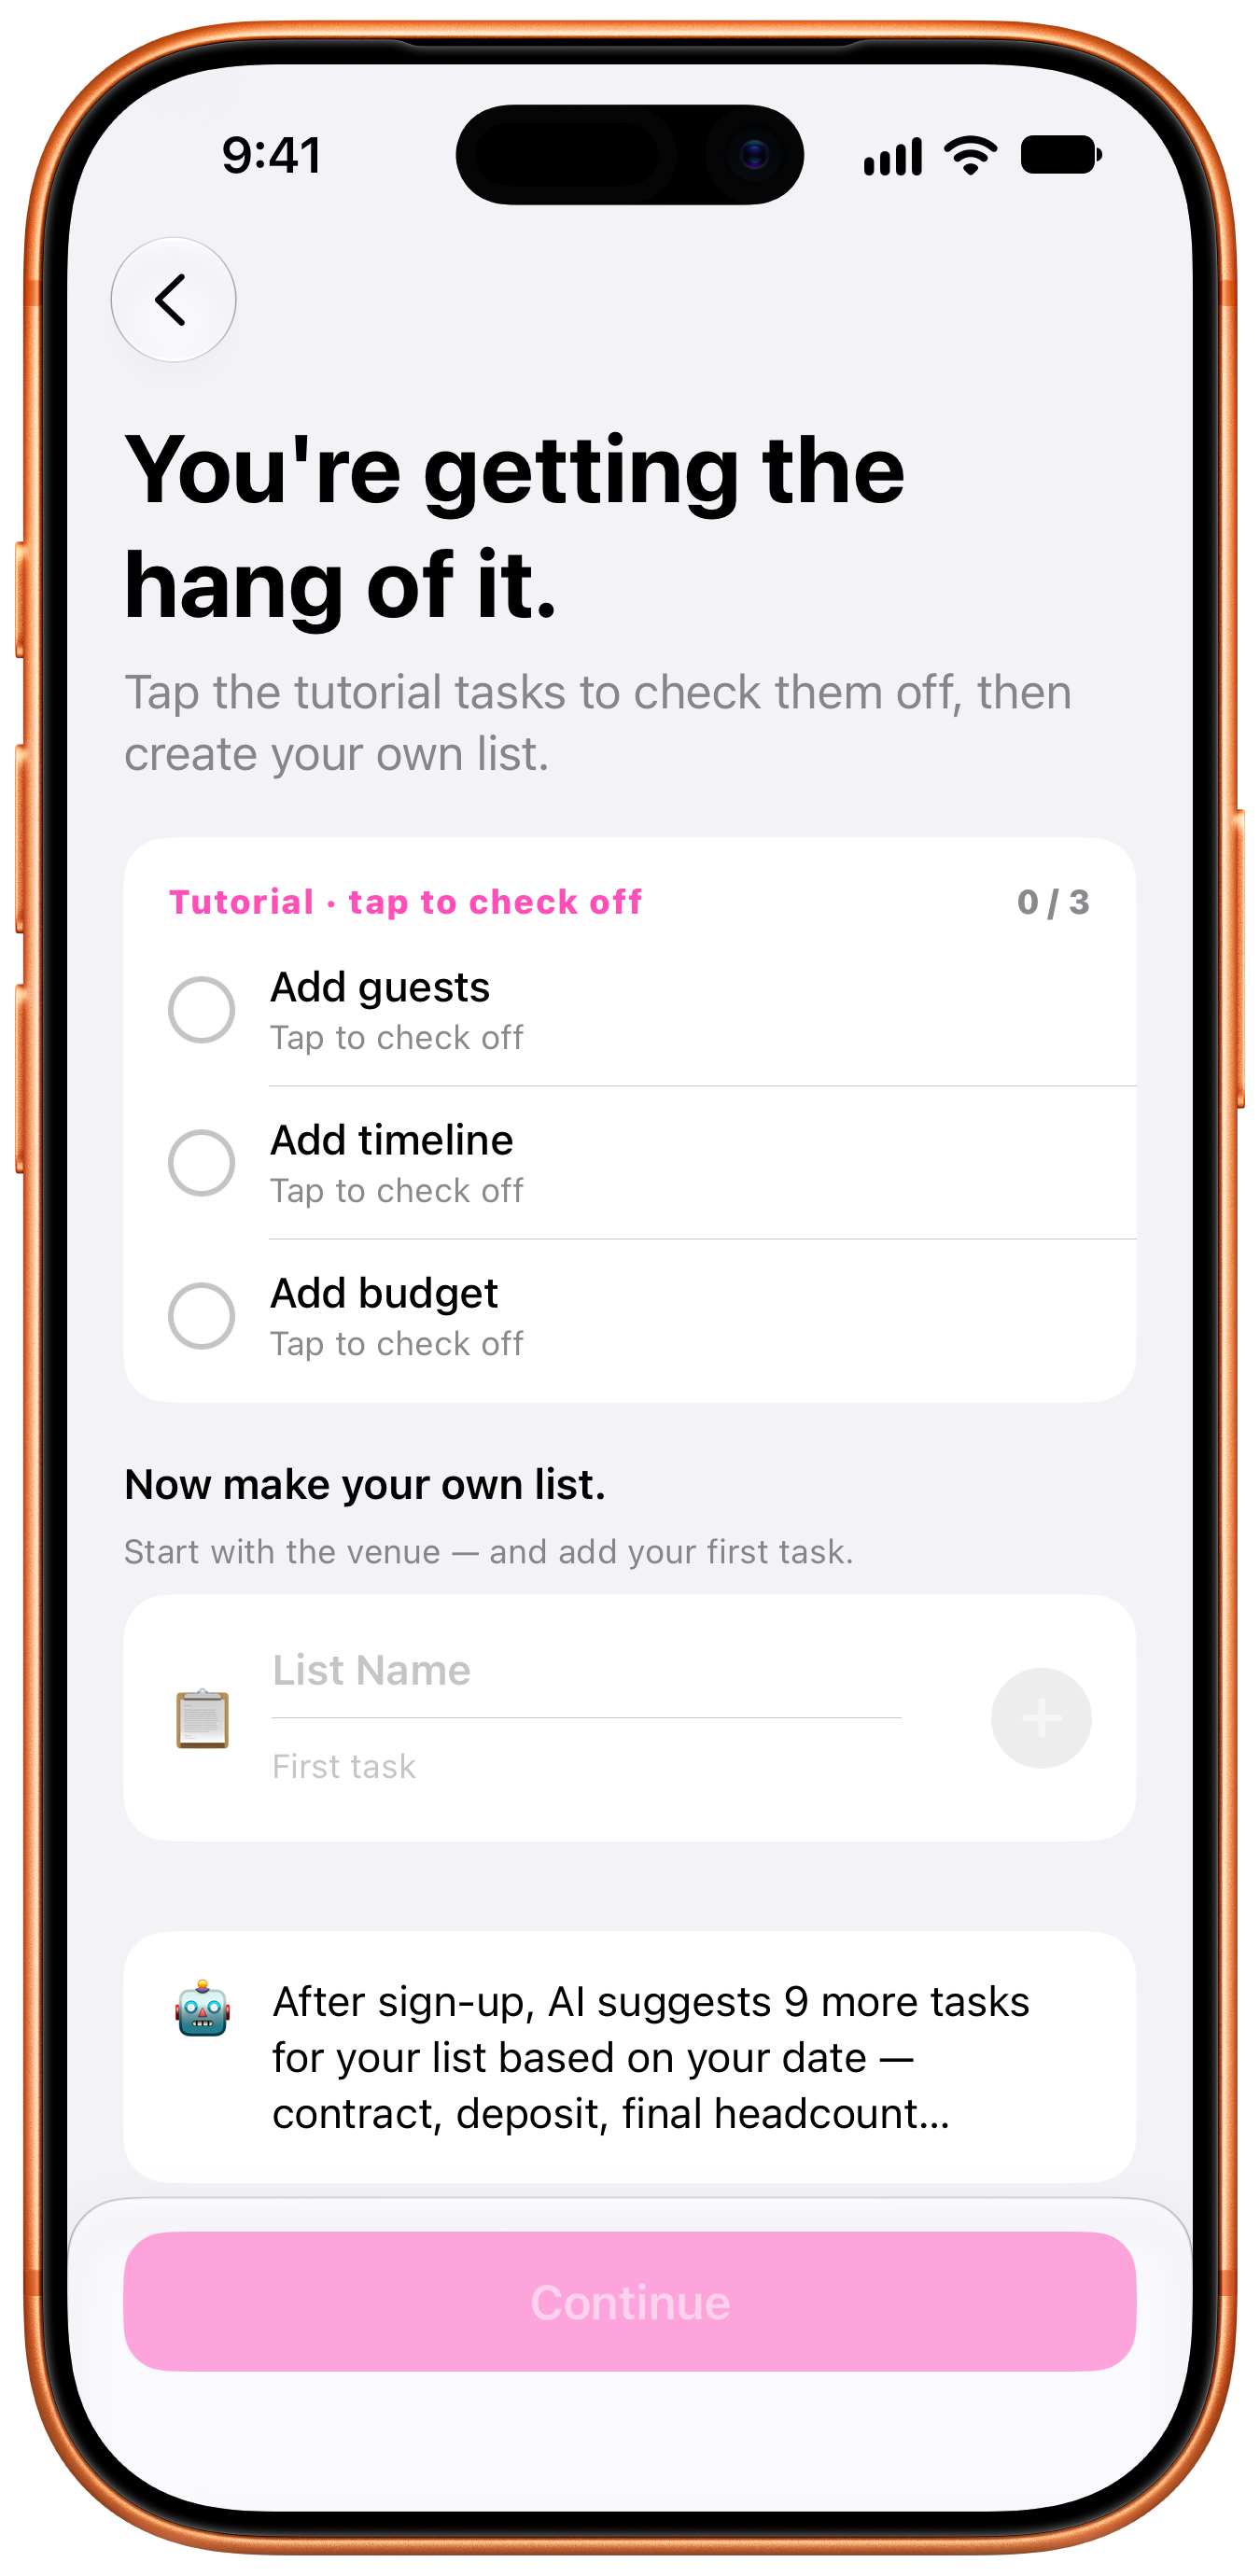 9:41
You're getting the
hang of it.
Tap the tutorial tasks to check them off, then
create your own list.
Tutorial · tap to check off
0 / 3
Add guests
Tap to check off
Add timeline
Tap to check off
Add budget
Tap to check off
Now make your own list.
Start with the venue — and add your first task.
List Name
First task
After sign-up, AI suggests 9 more tasks
for your list based on your date —
contract, deposit, final headcount...
Continue